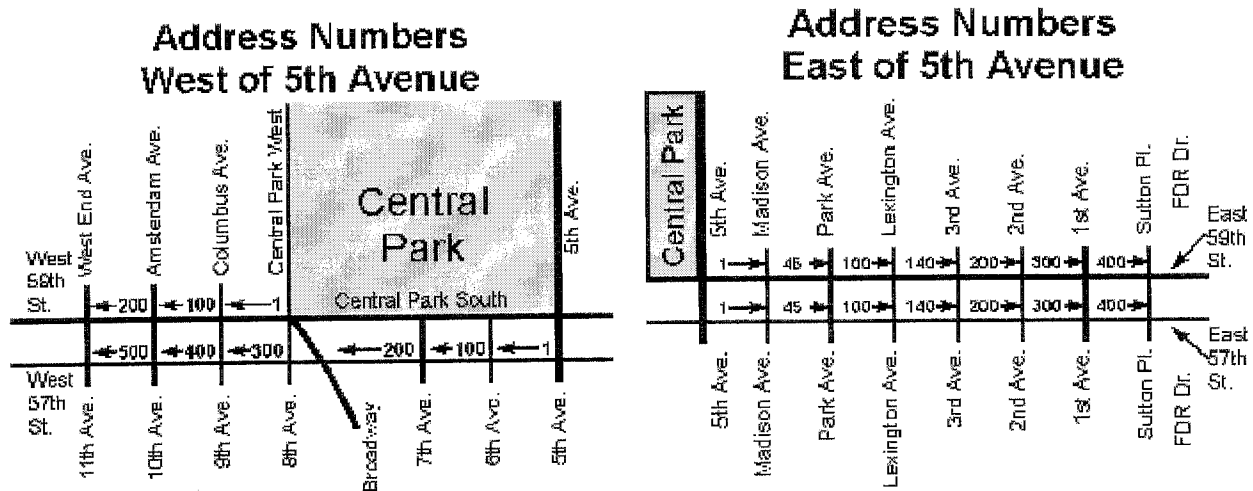 Address Numbers
West of 5th Avenue
West End Ave.
Amsterdam Ave.
Columbus Ave.
Central Park West
Central
Park
5th Ave.
West
59th
St.
200
100
1
Central Park South
500
400
300
200
100
1
West
57th
St.
11th Ave.
10th Ave.
9th Ave.
8th Ave.
Broadway
7th Ave.
6th Ave.
5th Ave.
Address Numbers
East of 5th Avenue
Central Park
5th Ave.
Madison Ave.
Park Ave.
Lexington Ave.
3rd Ave.
2nd Ave.
1st Ave.
Sutton Pl.
FDR Dr.
East
59th
St.
1
45
100
140
200
300
400
1
45
100
140
200
300
400
East
57th
St.
5th Ave.
Madison Ave.
Park Ave.
Lexington Ave.
3rd Ave.
2nd Ave.
1st Ave.
Sutton Pl.
FDR Dr.